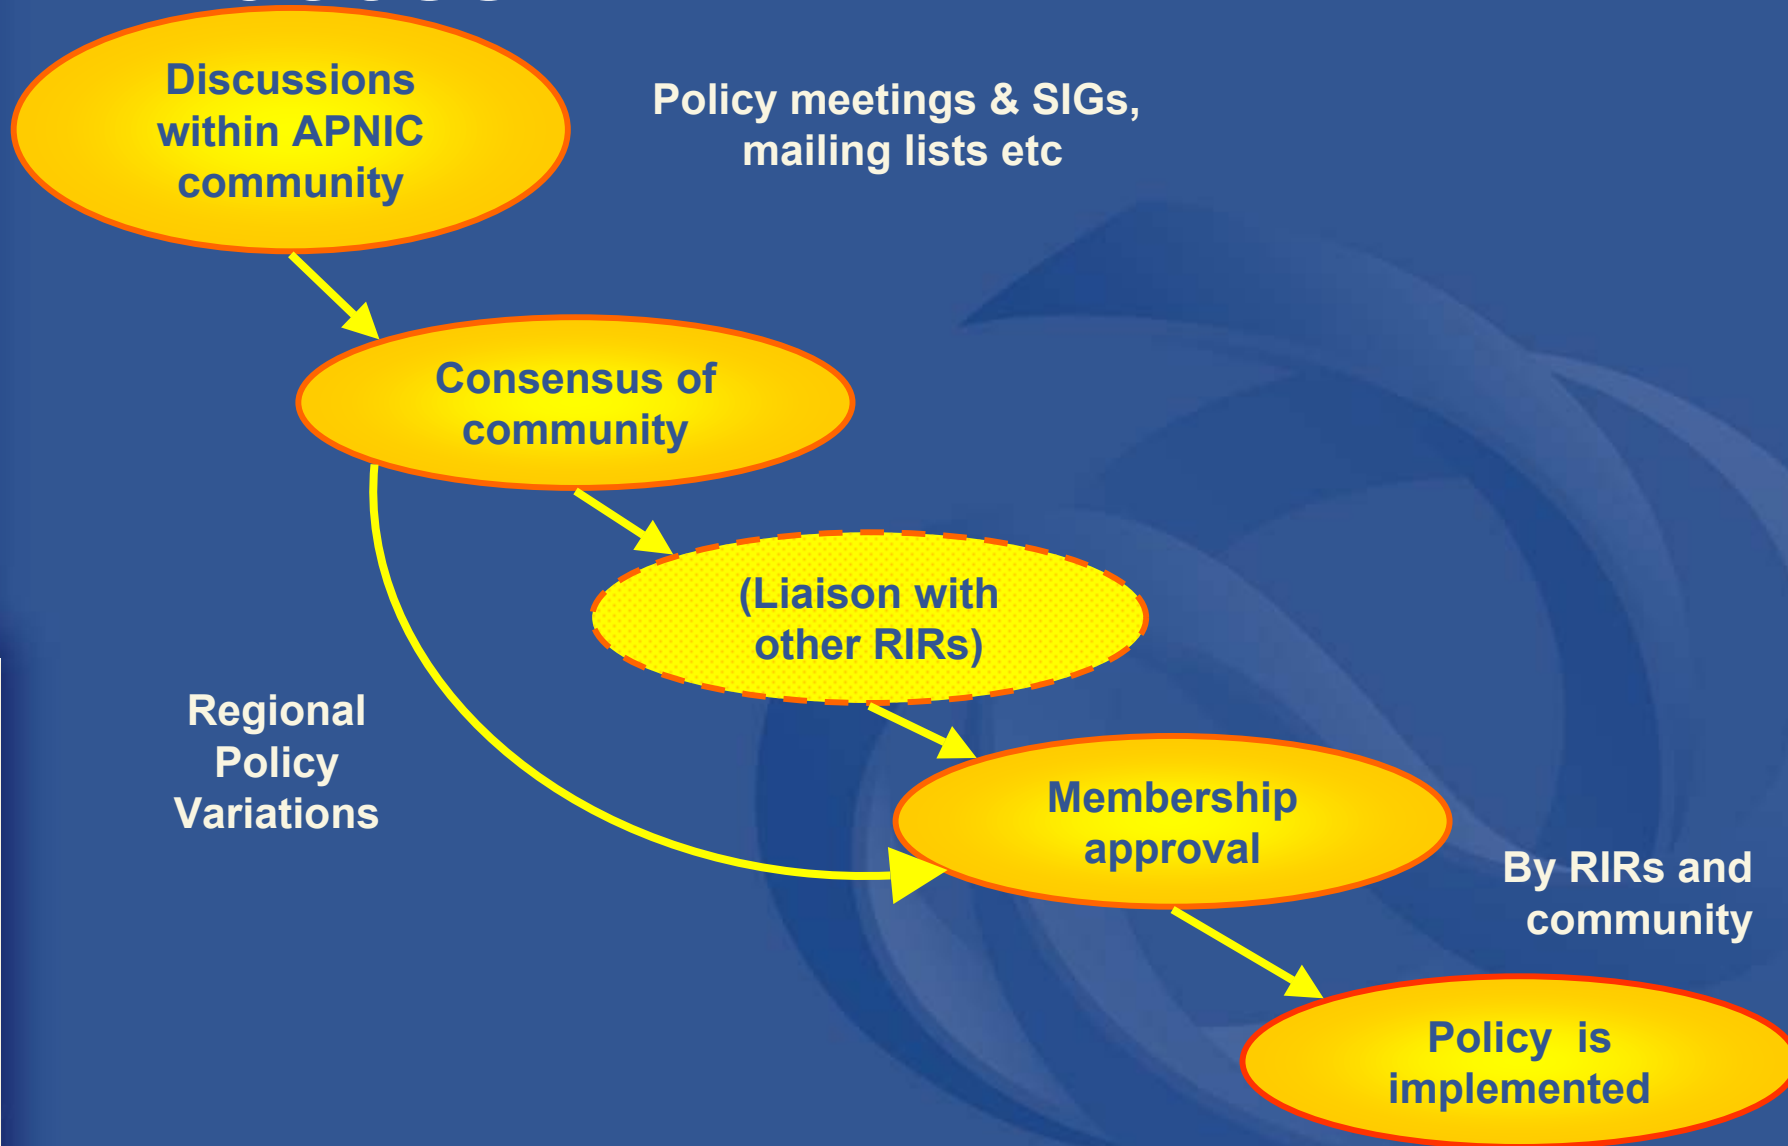 Discussions
within APNIC
community
Policy meetings & SIGs,
mailing lists etc
Consensus of
community
(Liaison with
other RIRs)
Regional
Policy
Variations
Membership
approval
By RIRs and
community
Policy is
implemented